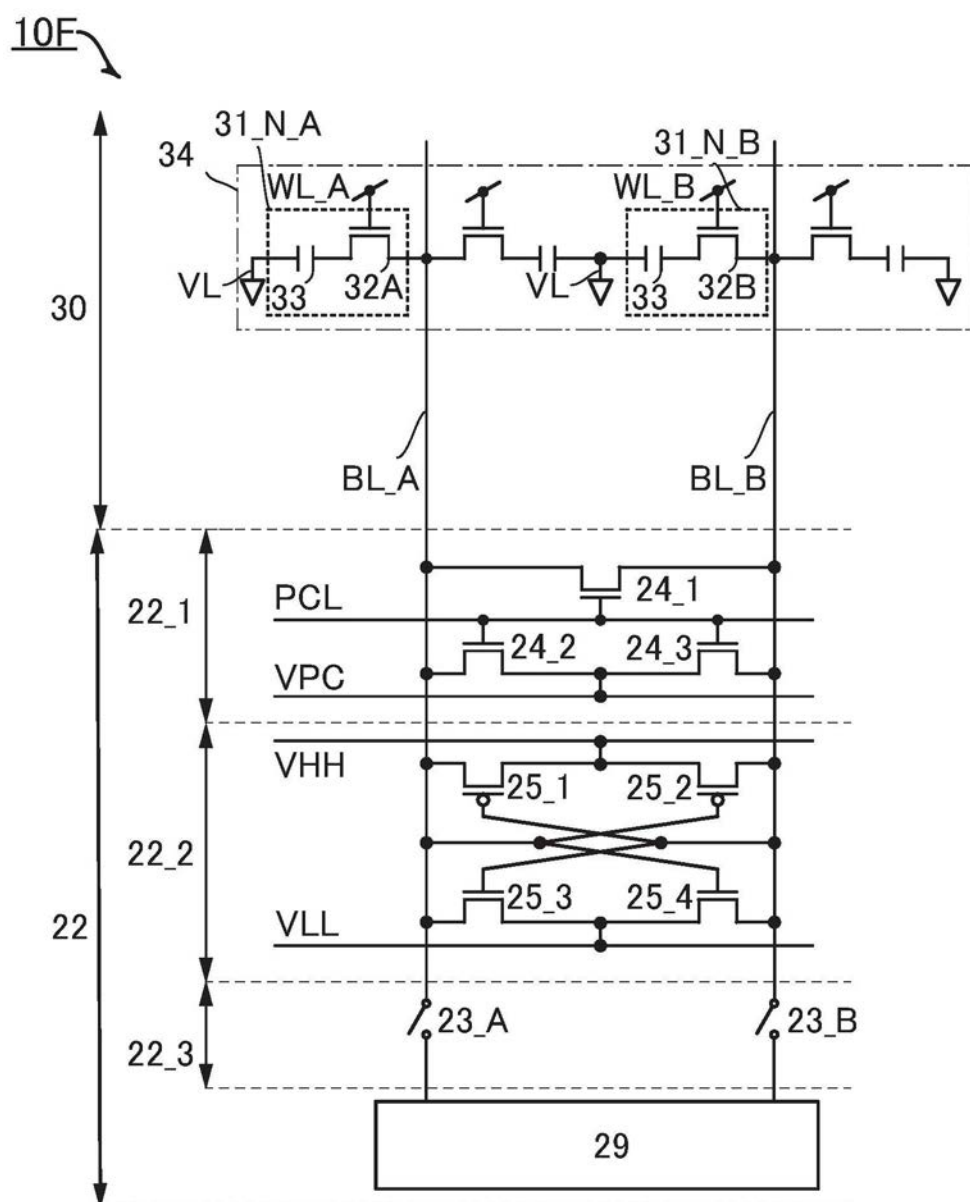 10F
31_N_A
31_N_B
34
WL_A
WL_B
VL
33
32A
VL
33
32B
30
BL_A
BL_B
22_1
PCL
24_1
24_2
24_3
VPC
VHH
25_1
25_2
22_2
25_3
25_4
22
VLL
23_A
23_B
22_3
29